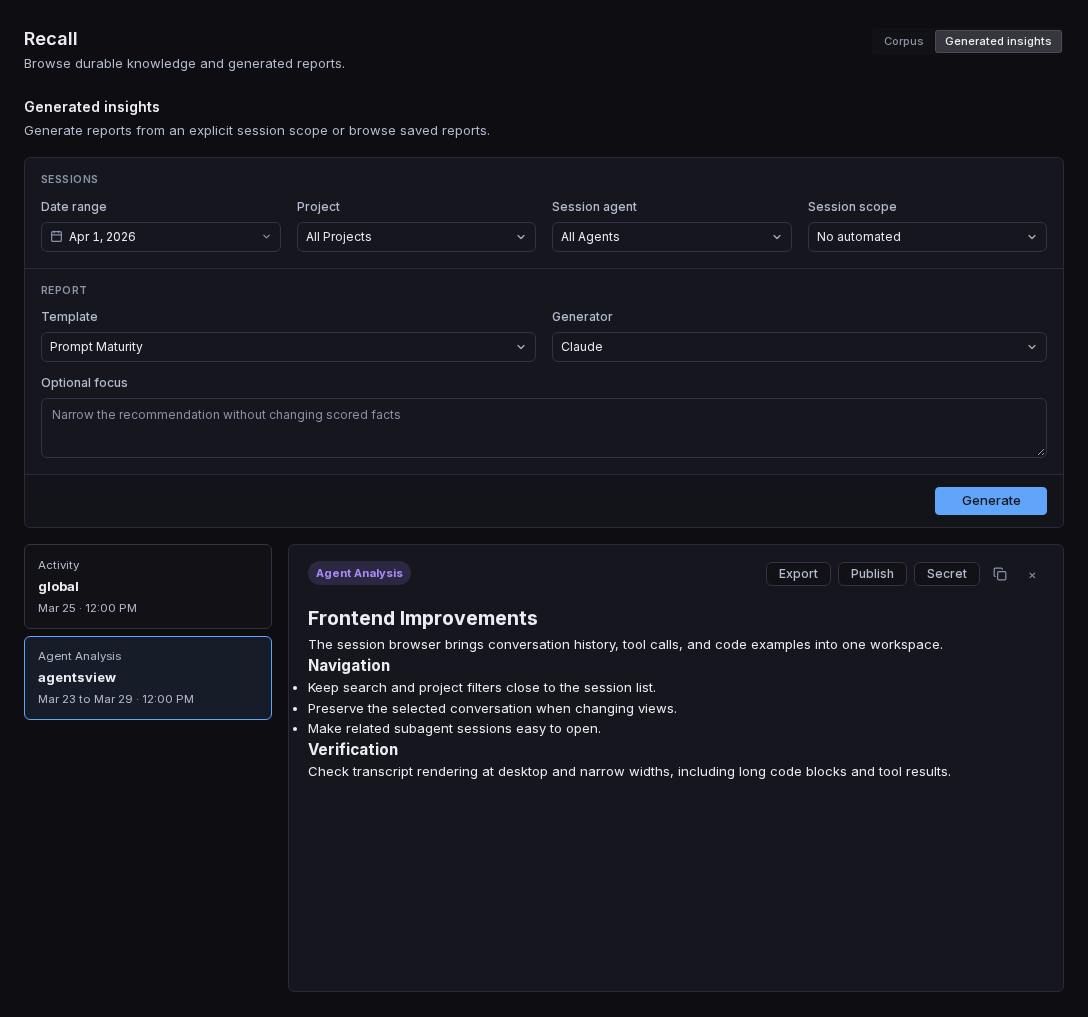 Recall
Corpus
Generated insights
Browse durable knowledge and generated reports.
Generated insights
Generate reports from an explicit session scope or browse saved reports.
SESSIONS
Date range
Project
Session agent
Session scope
Apr 1, 2026
All Projects
All Agents
No automated
REPORT
Template
Generator
Prompt Maturity
Claude
Optional focus
Narrow the recommendation without changing scored facts
Generate
Activity
global
Mar 25 · 12:00 PM
Agent Analysis
agentsview
Mar 23 to Mar 29 · 12:00 PM
Agent Analysis
Export
Publish
Secret
×
Frontend Improvements
The session browser brings conversation history, tool calls, and code examples into one workspace.
Navigation
• Keep search and project filters close to the session list.
• Preserve the selected conversation when changing views.
• Make related subagent sessions easy to open.
Verification
Check transcript rendering at desktop and narrow widths, including long code blocks and tool results.